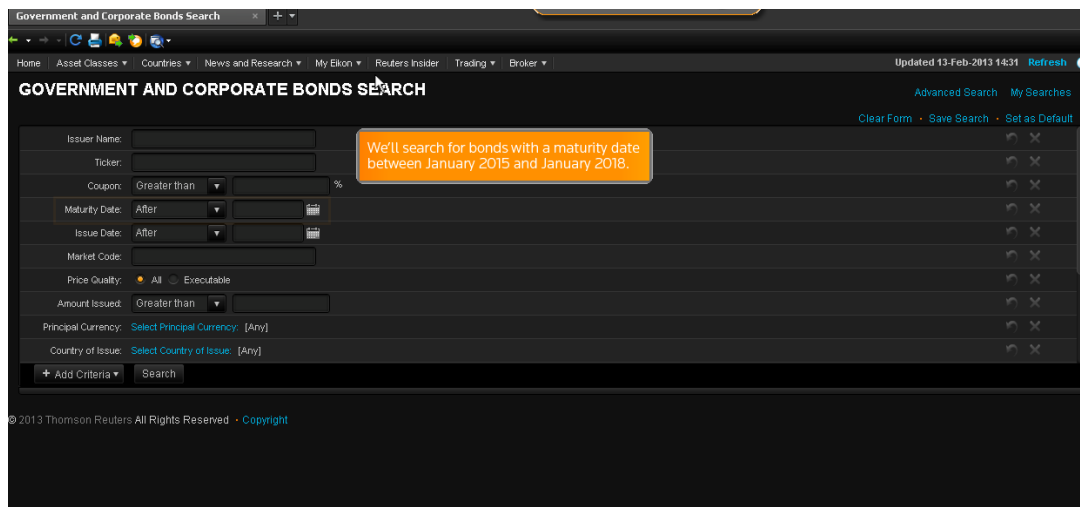 Government and Corporate Bonds Search × + ▾
Home Asset Classes ▾ Countries ▾ News and Research ▾ My Eikon ▾ Reuters Insider Trading ▾ Broker ▾ Updated 13-Feb-2013 14:31 Refresh
GOVERNMENT AND CORPORATE BONDS SEARCH
Advanced Search My Searches
Clear Form · Save Search · Set as Default
Issuer Name:
We'll search for bonds with a maturity date
between January 2015 and January 2018.
Ticker:
Coupon: Greater than ▾ %
Maturity Date: After ▾
Issue Date: After ▾
Market Code:
Price Quality: All Executable
Amount Issued: Greater than ▾
Principal Currency: Select Principal Currency: [Any]
Country of Issue: Select Country of Issue: [Any]
+ Add Criteria ▾ Search
© 2013 Thomson Reuters All Rights Reserved · Copyright